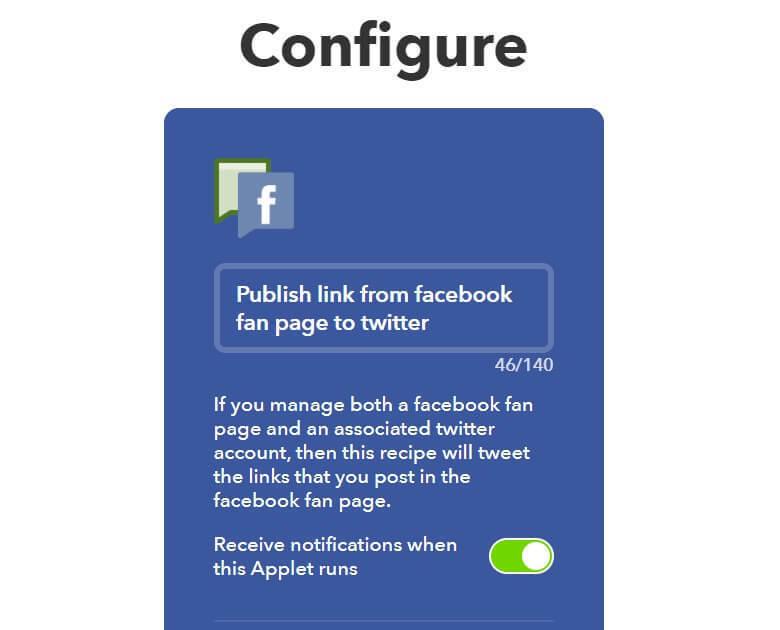 Configure
f
Publish link from facebook
fan page to twitter
46/140
If you manage both a facebook fan
page and an associated twitter
account, then this recipe will tweet
the links that you post in the
facebook fan page.
Receive notifications when
this Applet runs